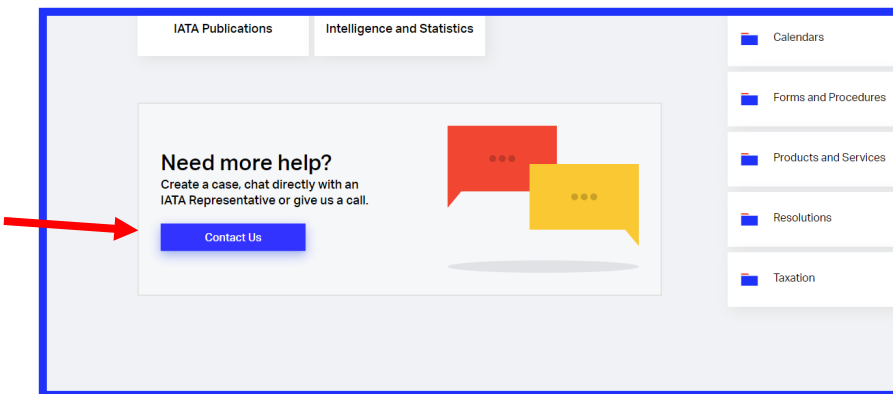 IATA Publications
Intelligence and Statistics
Need more help?
Create a case, chat directly with an
IATA Representative or give us a call.
Contact Us
Calendars
Forms and Procedures
Products and Services
Resolutions
Taxation